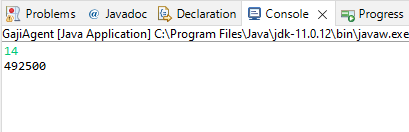 Problems Javadoc Declaration Console Progress
GajiAgent [Java Application] C:\Program Files\Java\jdk-11.0.12\bin\javaw.exe
14
492500